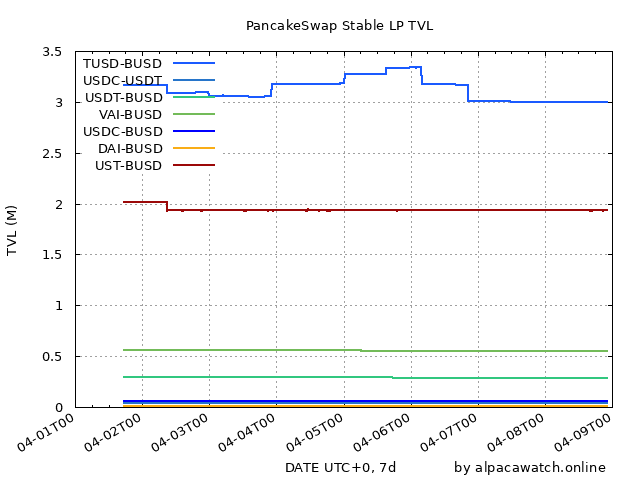 PancakeSwap Stable LP TVL
3.5
3
2.5
2
1.5
1
0.5
0
TVL (M)
TUSD-BUSD
USDC-USDT
USDT-BUSD
VAI-BUSD
USDC-BUSD
DAI-BUSD
UST-BUSD
04-01T00
04-02T00
04-03T00
04-04T00
04-05T00
04-06T00
04-07T00
04-08T00
04-09T00
DATE UTC+0, 7d
by alpacawatch.online